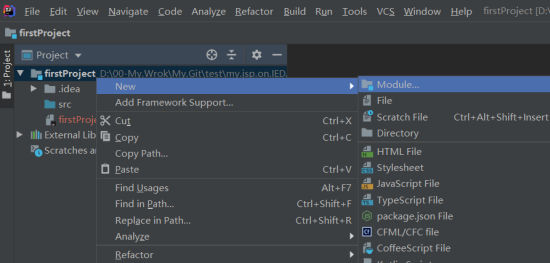 File Edit View Navigate Code Analyze Refactor Build Run Tools VCS Window Help firstProject [D:
firstProject
1: Project
Project
firstProject D:\00-My.Wrok\My.Git\test\my.jsp.on.IED.
.idea
src
firstProje
External Lib
Scratches a
New
Add Framework Support...
Cut Ctrl+X
Copy Ctrl+C
Copy Path...
Paste Ctrl+V
Find Usages Alt+F7
Find in Path... Ctrl+Shift+F
Replace in Path... Ctrl+Shift+R
Analyze
Refactor
Module...
File
Scratch File Ctrl+Alt+Shift+Insert
Directory
HTML File
Stylesheet
JavaScript File
TypeScript File
package.json File
CFML/CFC file
CoffeeScript File